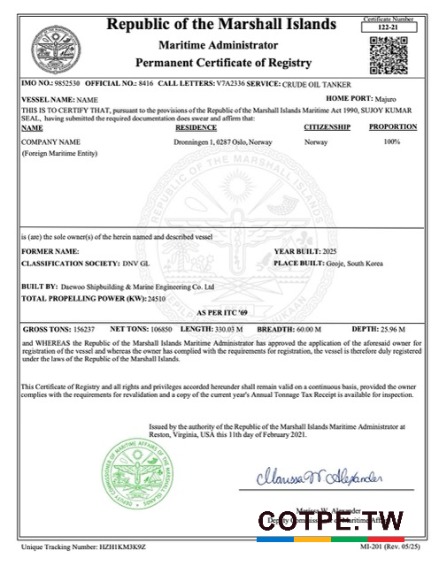 Republic of the Marshall Islands
Maritime Administrator
Permanent Certificate of Registry
Certificate Number
122-21
IMO NO.: 9852530 OFFICIAL NO.: 8416 CALL LETTERS: V7A2336 SERVICE: CRUDE OIL TANKER
VESSEL NAME: NAME HOME PORT: Majuro
THIS IS TO CERTIFY THAT, pursuant to the provisions of the Republic of the Marshall Islands Maritime Act 1990, SUJOY KUMAR
SEAL, having submitted the required documentation does swear and affirm that:
NAME RESIDENCE CITIZENSHIP PROPORTION
COMPANY NAME Dronningen 1, 0287 Oslo, Norway Norway 100%
(Foreign Maritime Entity)
is (are) the sole owner(s) of the herein named and described vessel
FORMER NAME: YEAR BUILT: 2025
CLASSIFICATION SOCIETY: DNV GL PLACE BUILT: Geoje, South Korea
BUILT BY: Daewoo Shipbuilding & Marine Engineering Co. Ltd
TOTAL PROPELLING POWER (KW): 24510
AS PER ITC '69
GROSS TONS: 156237 NET TONS: 106850 LENGTH: 330.03 M BREADTH: 60.00 M DEPTH: 25.96 M
and WHEREAS the Republic of the Marshall Islands Maritime Administrator has approved the application of the aforesaid owner for
registration of the vessel and whereas the owner has complied with the requirements for registration, the vessel is therefore duly registered
under the laws of the Republic of the Marshall Islands.
This Certificate of Registry and all rights and privileges accorded hereunder shall remain valid on a continuous basis, provided the owner
complies with the requirements for revalidation and a copy of the current year's Annual Tonnage Tax Receipt is available for inspection.
Issued by the authority of the Republic of the Marshall Islands Maritime Administrator at
Reston, Virginia, USA this 11th day of February 2021.
Deputy Commissioner of Maritime Affairs
COTPE.TW
Unique Tracking Number: HZH1KM3K9Z MI-201 (Rev. 05/25)